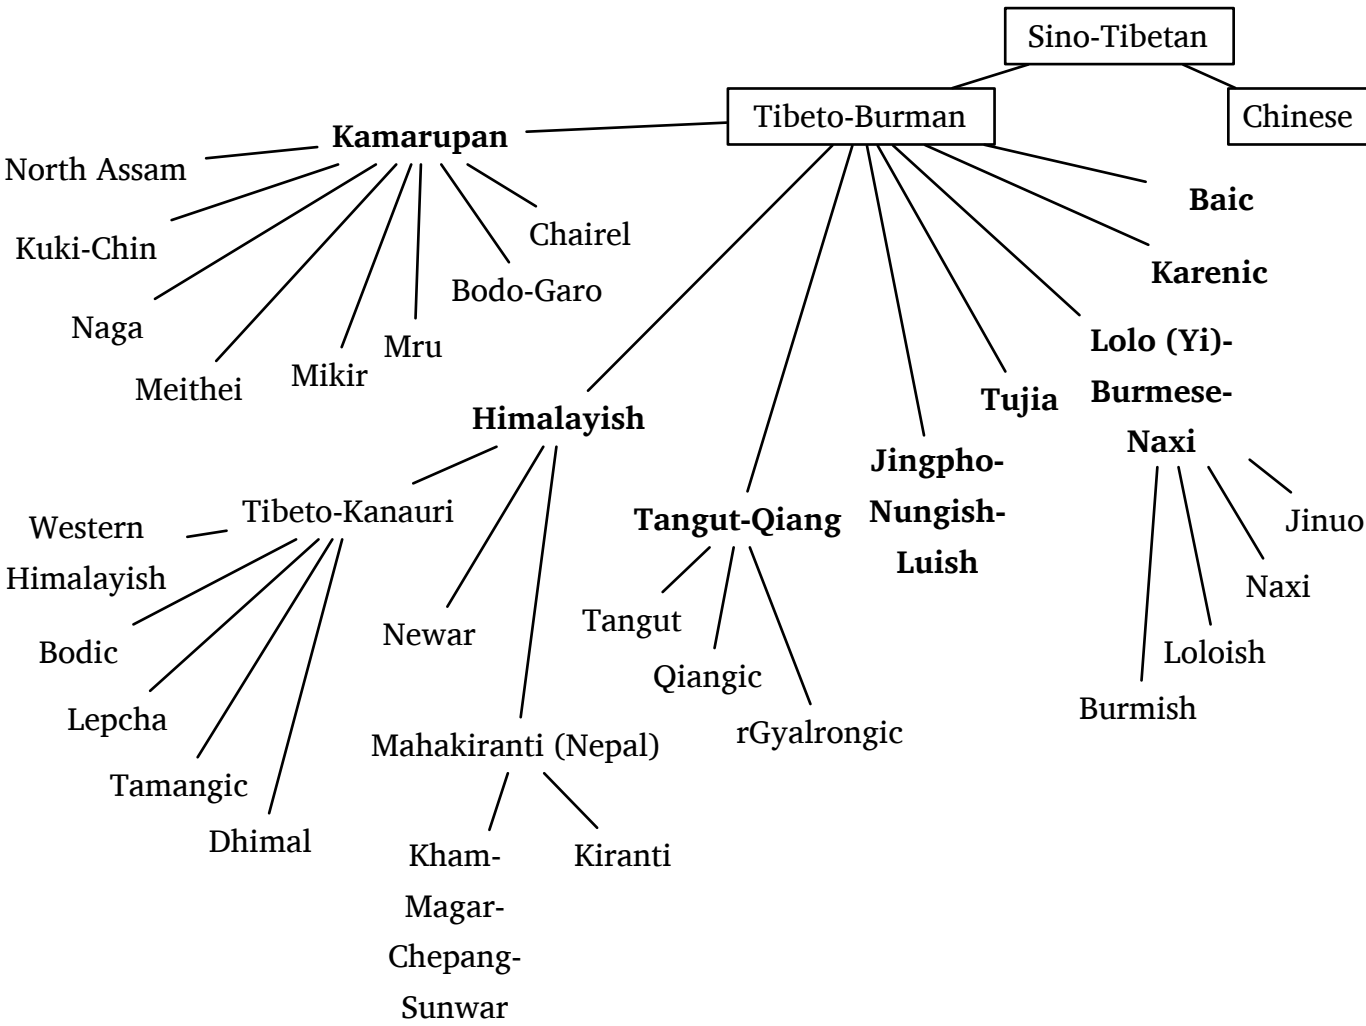 Sino-Tibetan
Tibeto-Burman
Chinese
Kamarupan
North Assam
Kuki-Chin
Naga
Meithei
Mikir
Mru
Bodo-Garo
Chairel
Baic
Karenic
Lolo (Yi)-
Burmese-
Naxi
Tujia
Jingpho-
Nungish-
Luish
Tangut-Qiang
Himalayish
Tibeto-Kanauri
Western
Himalayish
Bodic
Lepcha
Tamangic
Dhimal
Newar
Mahakiranti (Nepal)
Kham-
Magar-
Chepang-
Sunwar
Kiranti
Tangut
Qiangic
rGyalrongic
Burmish
Loloish
Naxi
Jinuo